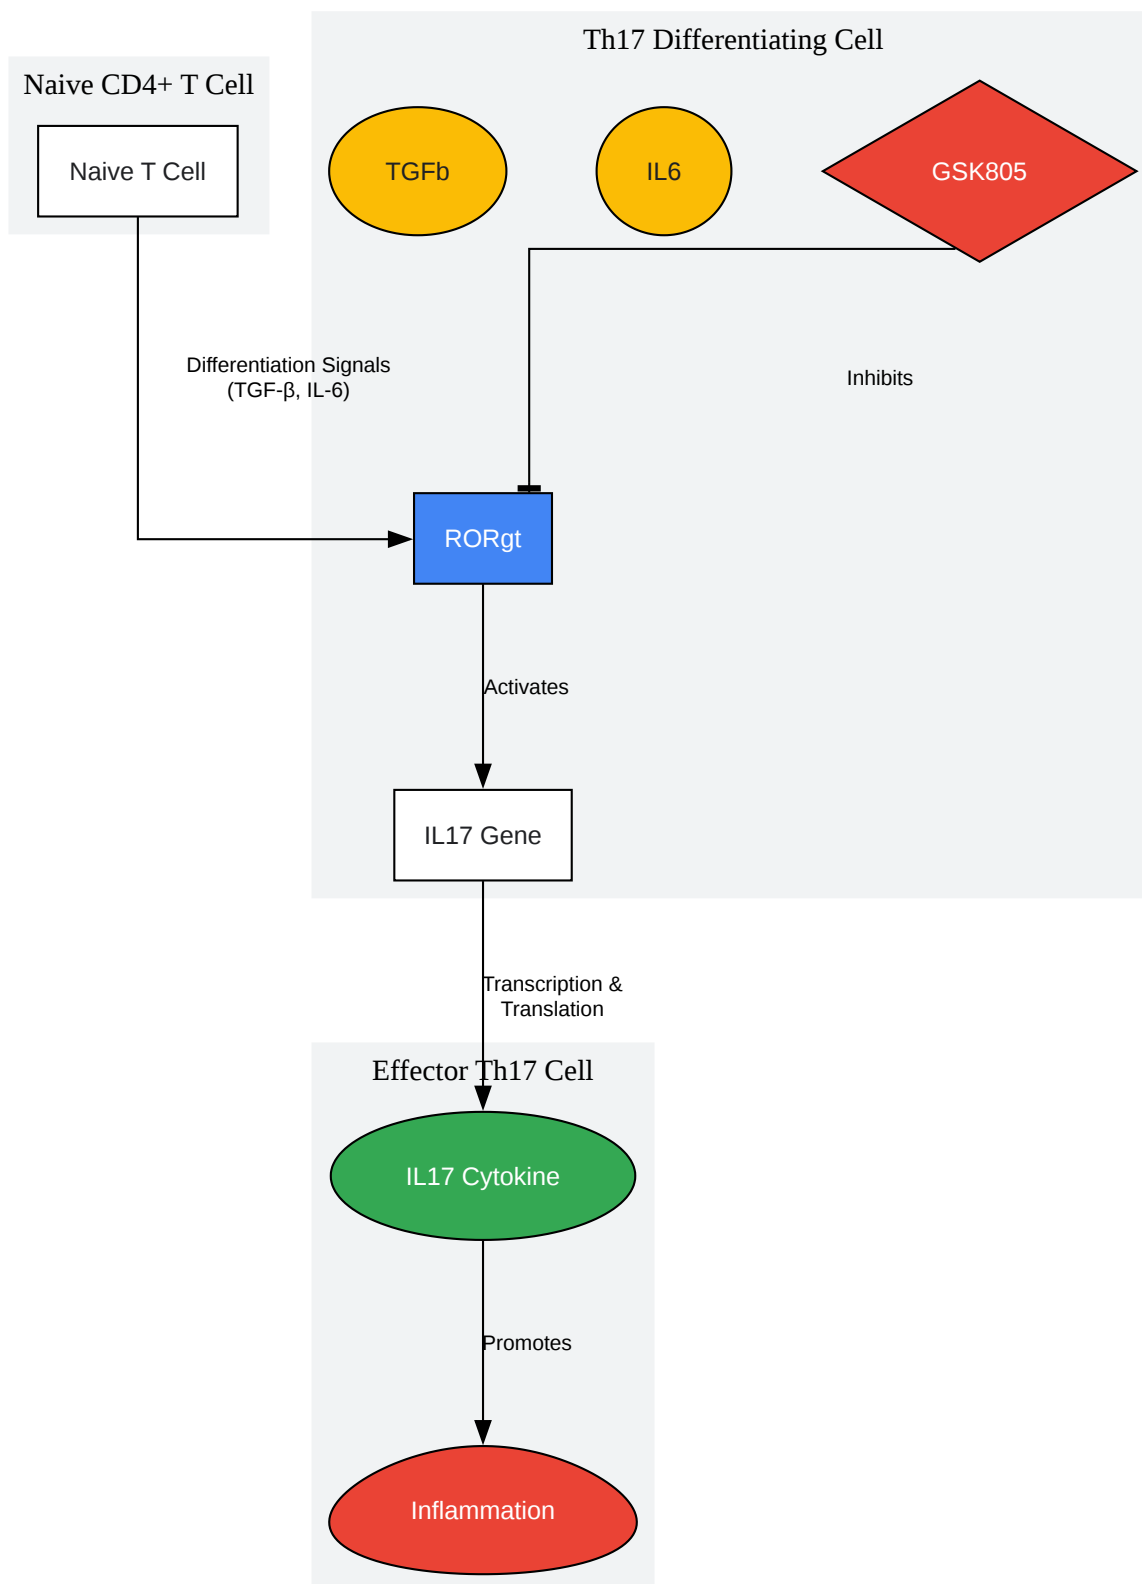 Th17 Differentiating Cell
Naive CD4+ T Cell
Naive T Cell
TGFb
IL6
GSK805
Differentiation Signals
(TGF-β, IL-6)
Inhibits
RORgt
Activates
IL17 Gene
Transcription &
Translation
Effector Th17 Cell
IL17 Cytokine
Promotes
Inflammation